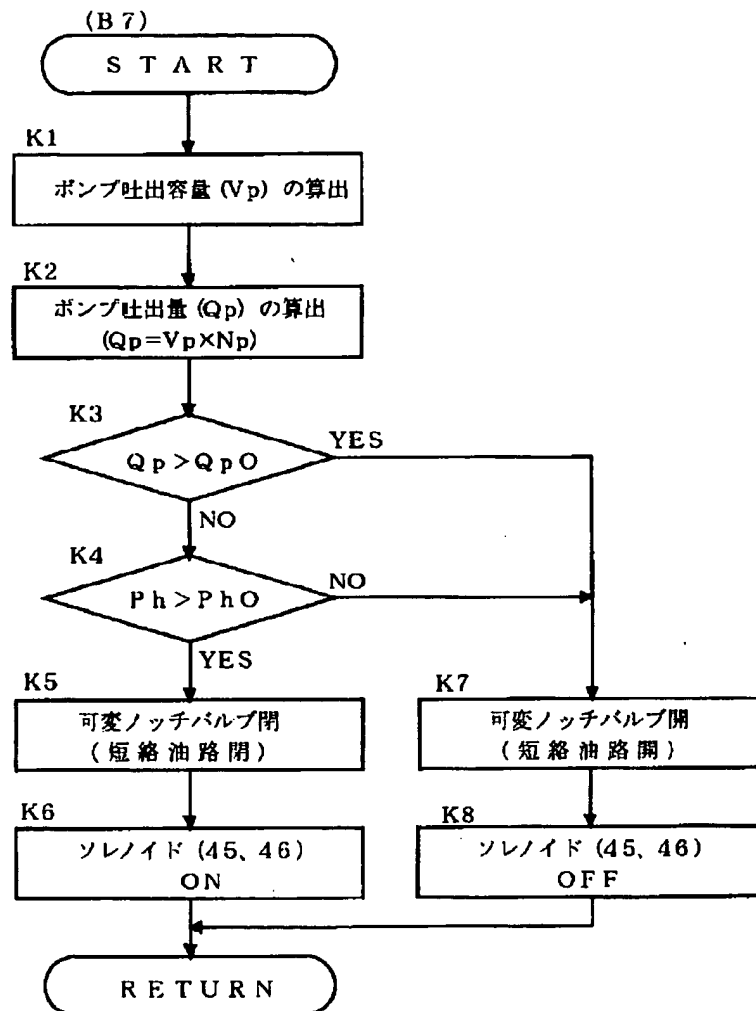 (B7)
START
K1
ポンプ吐出容量(Vp)の算出
K2
ポンプ吐出量(Qp)の算出
(Qp=Vp×Np)
K3
Qp>QpO
YES
NO
K4
Ph>PhO
NO
YES
K5
可変ノッチバルブ閉
(短絡油路閉)
K7
可変ノッチバルブ開
(短絡油路開)
K6
ソレノイド(45、46)
ON
K8
ソレノイド(45、46)
OFF
RETURN